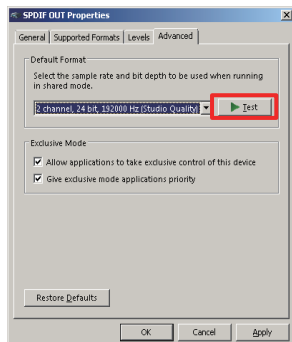 SPDIF OUT Properties
General Supported Formats Levels Advanced
Default Format
Select the sample rate and bit depth to be used when running
in shared mode.
2 channel, 24 bit, 192000 Hz (Studio Quality)
Test
Exclusive Mode
Allow applications to take exclusive control of this device
Give exclusive mode applications priority
Restore Defaults
OK Cancel Apply